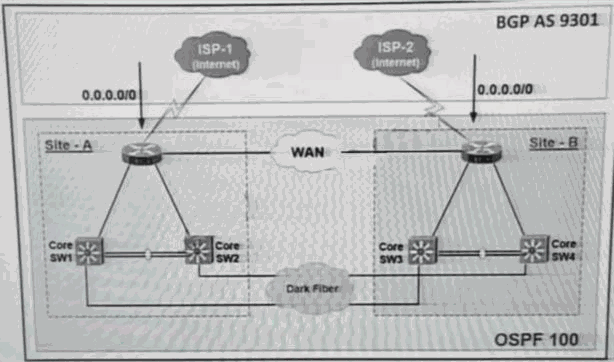 BGP AS 9301
ISP-1
(Internet)
ISP-2
(Internet)
0.0.0.0/0
0.0.0.0/0
Site - A
WAN
Site - B
Core
SW1
Core
SW2
Core
SW3
Core
SW4
Dark Fiber
OSPF 100